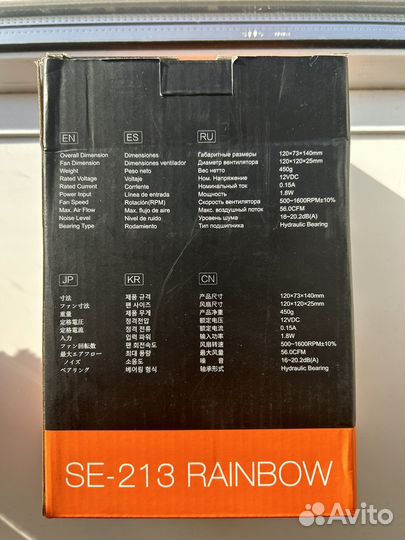 EN ES RU
Overall Dimension Dimensiones Габаритные размеры 120×73×140mm
Fan Dimension Dimensiones ventilador Диаметр вентилятора 120×120×25mm
Weight Peso neto Вес нетто 450g
Rated Voltage Voltaje Ном. Напряжение 12VDC
Rated Current Corriente Номинальный ток 0.15A
Power Input Línea de entrada Мощность 1.8W
Fan Speed Rotación(RPM) Скорость вентилятора 500~1600RPM±10%
Max. Air Flow Max. flujo de aire Макс. воздушный поток 56.0CFM
Noise Level Nivel de ruido Уровень шума 16~20.2dB(A)
Bearing Type Rodamiento Тип подшипника Hydraulic Bearing
JP KR CN
寸法 제품 규격 产品尺寸 120×73×140mm
ファン寸法 팬 사이즈 风扇尺寸 120×120×25mm
重量 제품 무게 产品净重 450g
定格電圧 정격전압 额定电压 12VDC
定格電流 정격 전류 额定电流 0.15A
入力 입력 파워 输入功率 1.8W
ファン回転数 팬 회전속도 风扇转速 500~1600RPM±10%
最大エアフロー 최대 풍량 最大风量 56.0CFM
ノイズ 소음 噪音 16~20.2dB(A)
ベアリング 베어링 형식 轴承形式 Hydraulic Bearing
SE-213 RAINBOW
Avito